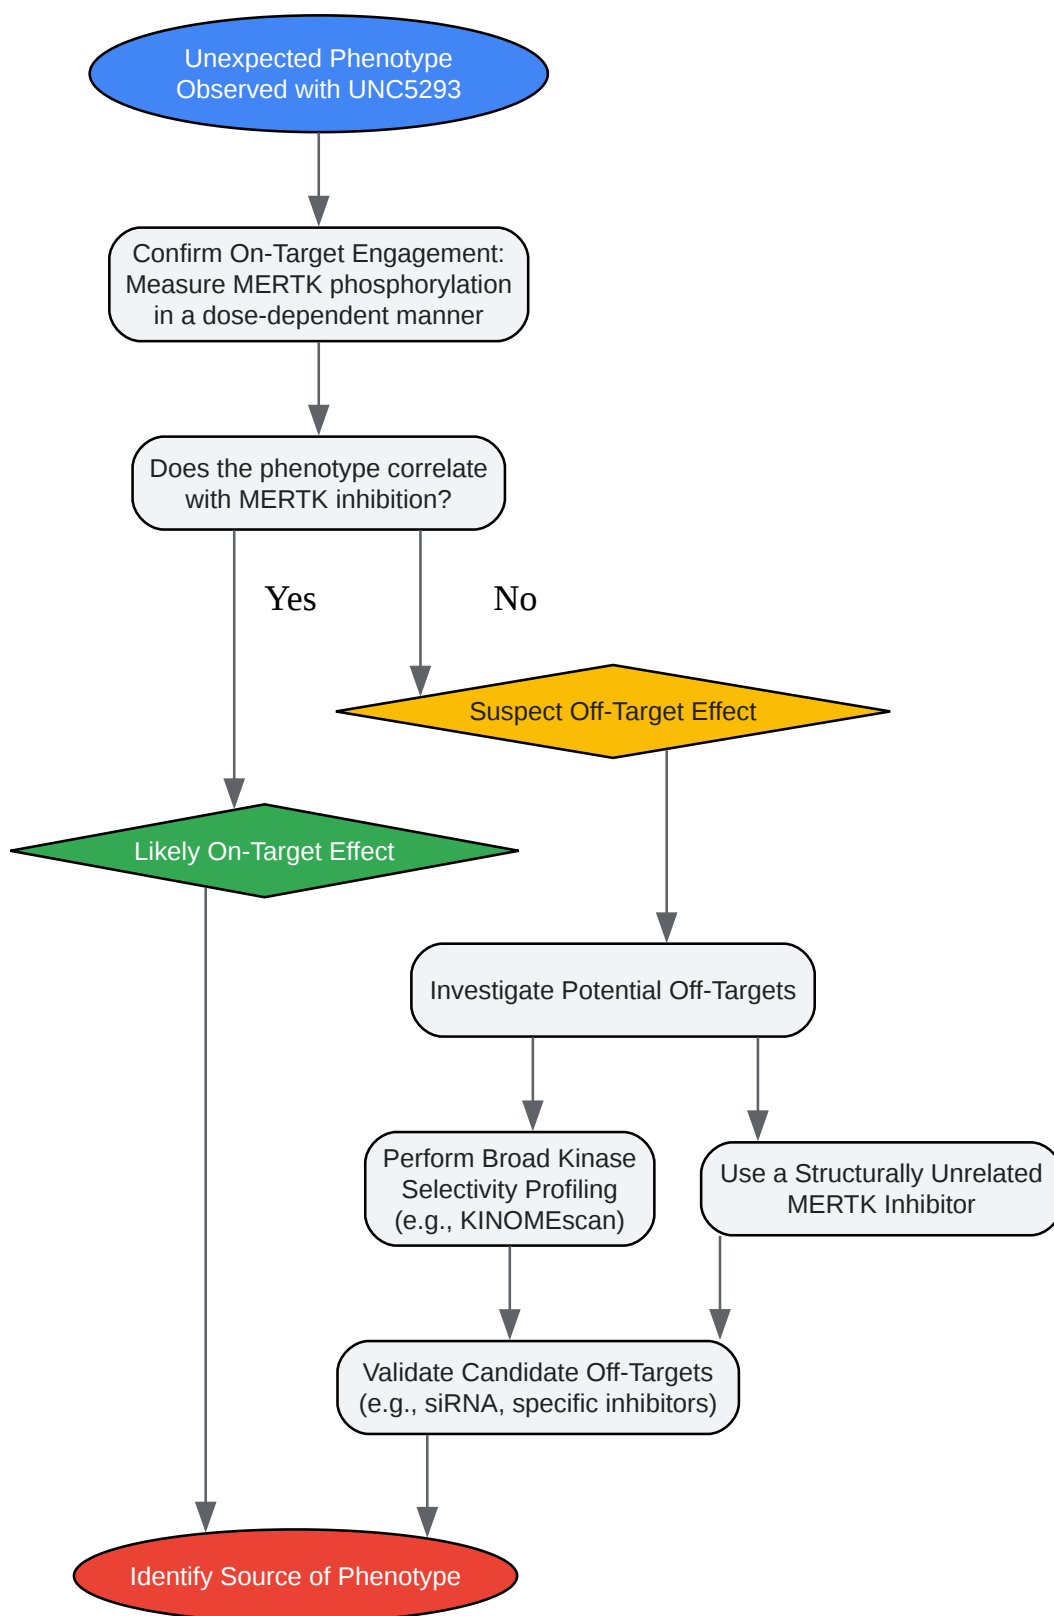 Unexpected Phenotype
Observed with UNC5293
Confirm On-Target Engagement:
Measure MERTK phosphorylation
in a dose-dependent manner
Does the phenotype correlate
with MERTK inhibition?
Yes
No
Suspect Off-Target Effect
Likely On-Target Effect
Investigate Potential Off-Targets
Perform Broad Kinase
Selectivity Profiling
(e.g., KINOMEscan)
Use a Structurally Unrelated
MERTK Inhibitor
Validate Candidate Off-Targets
(e.g., siRNA, specific inhibitors)
Identify Source of Phenotype